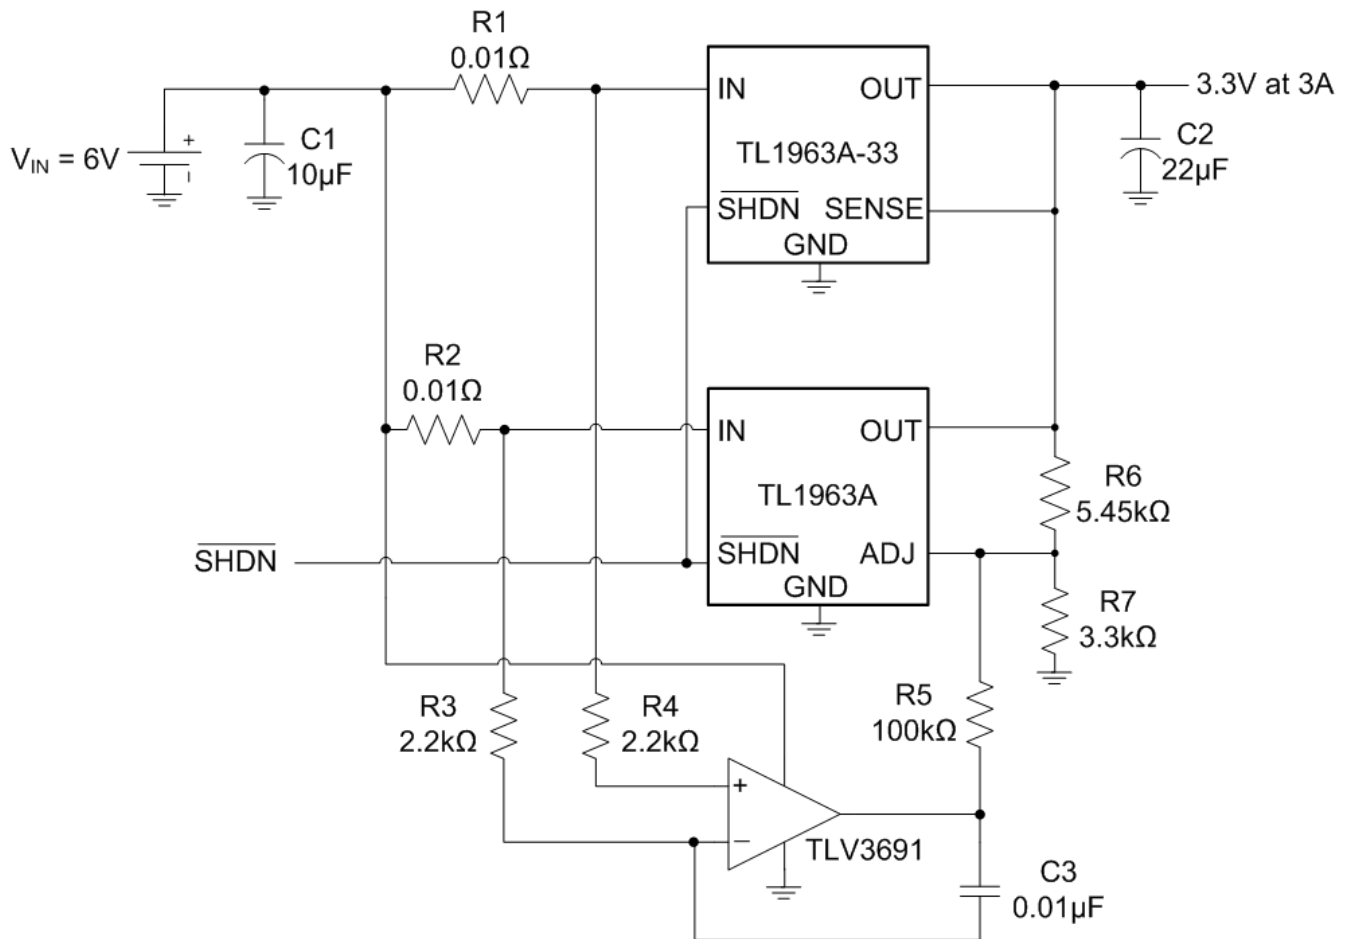 R1
0.01Ω
IN
OUT
3.3V at 3A
VIN = 6V
+
−
C1
10µF
TL1963A-33
C2
22µF
SHDN
SENSE
GND
R2
0.01Ω
IN
OUT
TL1963A
R6
5.45kΩ
SHDN
SHDN
ADJ
GND
R7
3.3kΩ
R3
2.2kΩ
R4
2.2kΩ
R5
100kΩ
+
−
TLV3691
C3
0.01µF